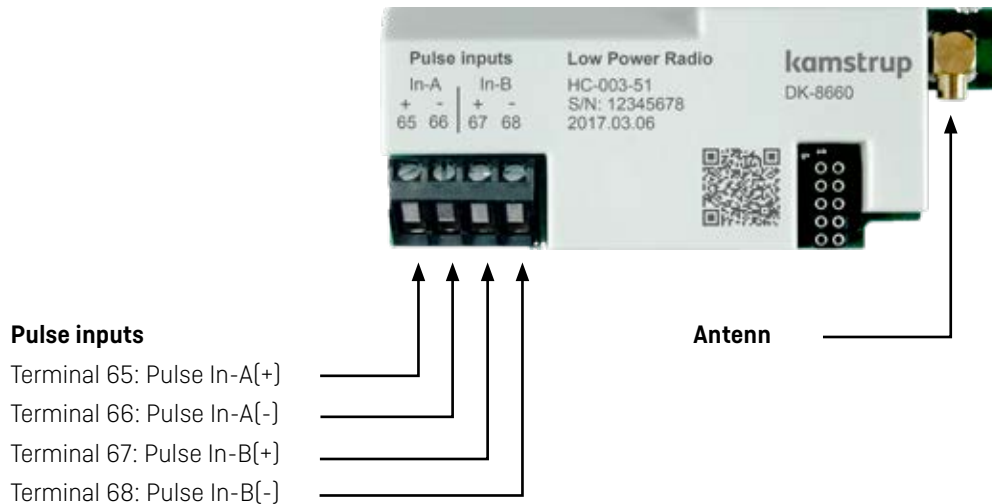 Pulse inputs
In-A In-B
+ - + -
65 66 67 68
Low Power Radio
HC-003-51
S/N: 12345678
2017.03.06
kamstrup
DK-8660
Pulse inputs
Terminal 65: Pulse In-A(+)
Terminal 66: Pulse In-A(-)
Terminal 67: Pulse In-B(+)
Terminal 68: Pulse In-B(-)
Antenn